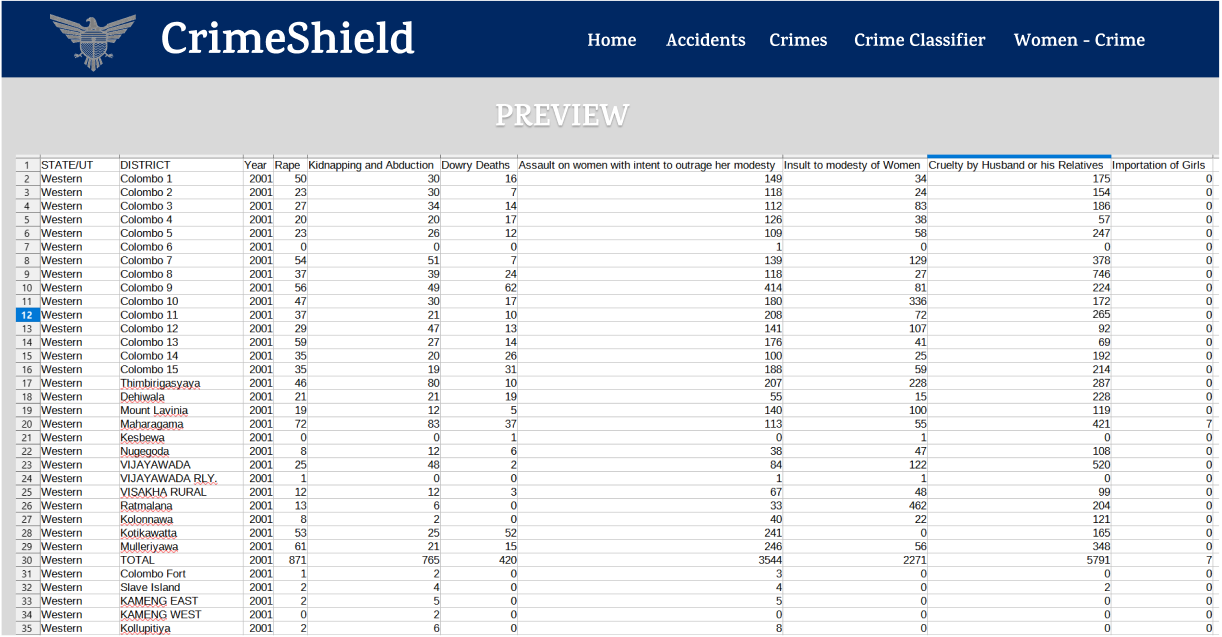 CrimeShield
Home Accidents Crimes Crime Classifier Women - Crime
PREVIEW
1 STATE/UT DISTRICT Year Rape Kidnapping and Abduction Dowry Deaths Assault on women with intent to outrage her modesty Insult to modesty of Women Cruelty by Husband or his Relatives Importation of Girls
2 Western Colombo 1 2001 50 30 16 149 34 175 0
3 Western Colombo 2 2001 23 30 7 118 24 154 0
4 Western Colombo 3 2001 27 34 14 112 83 186 0
5 Western Colombo 4 2001 20 20 17 126 38 57 0
6 Western Colombo 5 2001 23 26 12 109 58 247 0
7 Western Colombo 6 2001 0 0 0 1 0 0 0
8 Western Colombo 7 2001 54 51 7 139 129 378 0
9 Western Colombo 8 2001 37 39 24 118 27 746 0
10 Western Colombo 9 2001 56 49 62 414 81 224 0
11 Western Colombo 10 2001 47 30 17 180 336 172 0
12 Western Colombo 11 2001 37 21 10 208 72 265 0
13 Western Colombo 12 2001 29 47 13 141 107 92 0
14 Western Colombo 13 2001 59 27 14 176 41 69 0
15 Western Colombo 14 2001 35 20 26 100 25 192 0
16 Western Colombo 15 2001 35 19 31 188 59 214 0
17 Western Thimbirigasyaya 2001 46 80 10 207 228 287 0
18 Western Dehiwala 2001 21 21 19 55 15 228 0
19 Western Mount Lavinia 2001 19 12 5 140 100 119 0
20 Western Maharagama 2001 72 83 37 113 55 421 7
21 Western Kesbewa 2001 0 0 1 0 1 0 0
22 Western Nugegoda 2001 8 12 6 38 47 108 0
23 Western VIJAYAWADA 2001 25 48 2 84 122 520 0
24 Western VIJAYAWADA RLY. 2001 1 0 0 1 1 0 0
25 Western VISAKHA RURAL 2001 12 12 3 67 48 99 0
26 Western Ratmalana 2001 13 6 0 33 462 204 0
27 Western Kolonnawa 2001 8 2 0 40 22 121 0
28 Western Kotikawatta 2001 53 25 52 241 0 165 0
29 Western Mulleriyawa 2001 61 21 15 246 56 348 0
30 Western TOTAL 2001 871 765 420 3544 2271 5791 7
31 Western Colombo Fort 2001 1 2 0 3 0 0 0
32 Western Slave Island 2001 2 4 0 4 0 2 0
33 Western KAMENG EAST 2001 2 5 0 5 0 0 0
34 Western KAMENG WEST 2001 0 2 0 0 0 0 0
35 Western Kollupitiya 2001 2 6 0 8 0 0 0